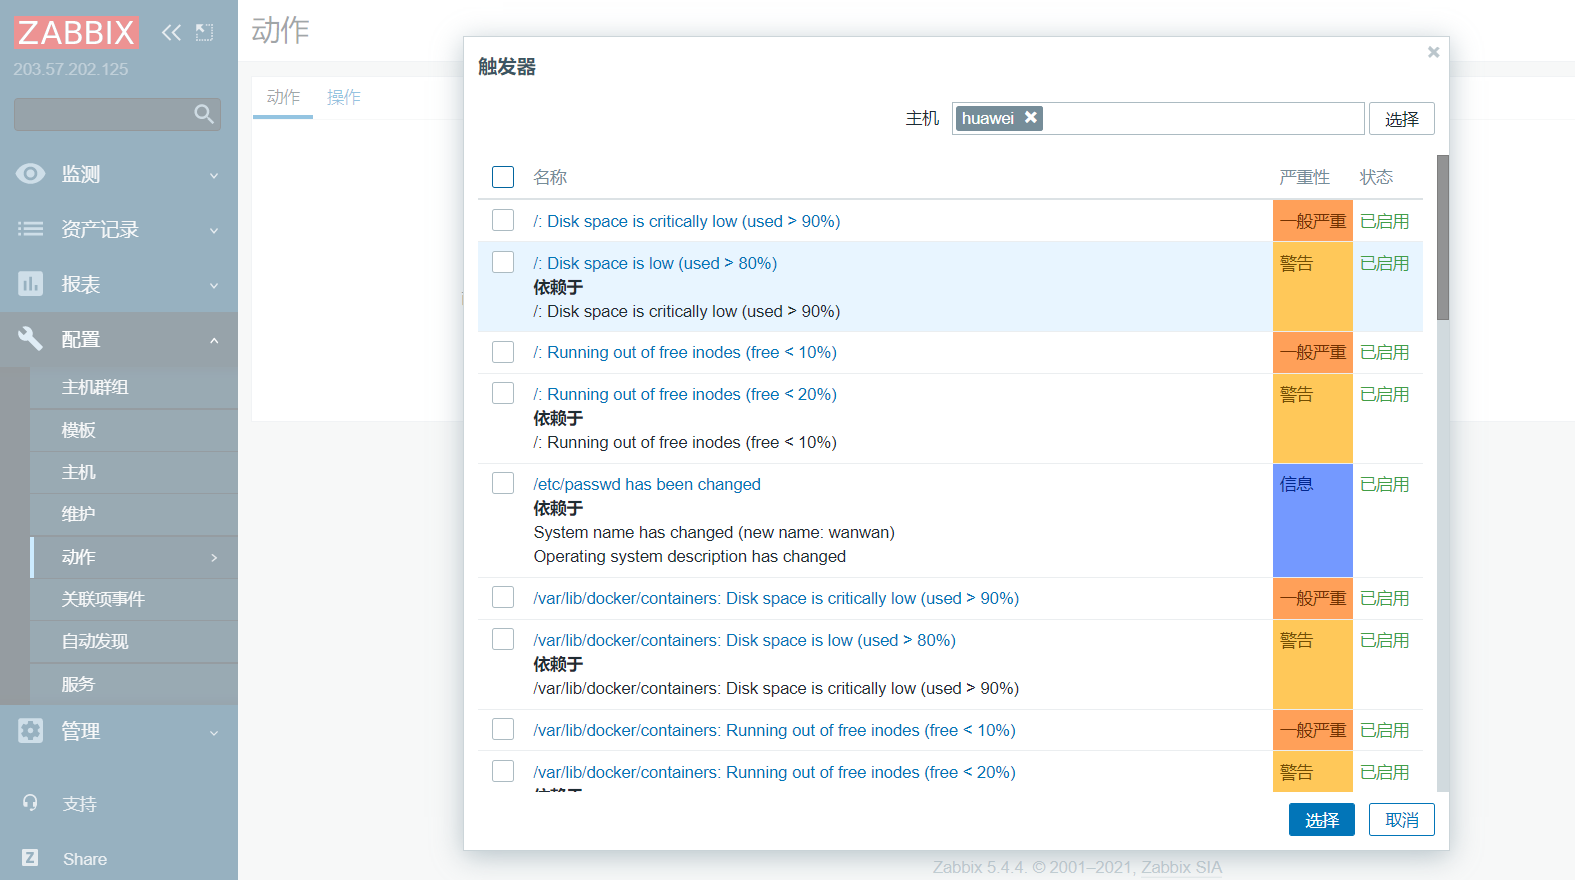 ZABBIX
203.57.202.125
监测
资产记录
报表
配置
主机群组
模板
主机
维护
动作
关联项事件
自动发现
服务
管理
支持
Share
动作
动作 操作
触发器
主机 huawei 选择
名称 严重性 状态
/: Disk space is critically low (used > 90%) 一般严重 已启用
/: Disk space is low (used > 80%) 警告 已启用
依赖于
/: Disk space is critically low (used > 90%)
/: Running out of free inodes (free < 10%) 一般严重 已启用
/: Running out of free inodes (free < 20%) 警告 已启用
依赖于
/: Running out of free inodes (free < 10%)
/etc/passwd has been changed 信息 已启用
依赖于
System name has changed (new name: wanwan)
Operating system description has changed
/var/lib/docker/containers: Disk space is critically low (used > 90%) 一般严重 已启用
/var/lib/docker/containers: Disk space is low (used > 80%) 警告 已启用
依赖于
/var/lib/docker/containers: Disk space is critically low (used > 90%)
/var/lib/docker/containers: Running out of free inodes (free < 10%) 一般严重 已启用
/var/lib/docker/containers: Running out of free inodes (free < 20%) 警告 已启用
选择 取消
Zabbix 5.4.4. © 2001–2021, Zabbix SIA